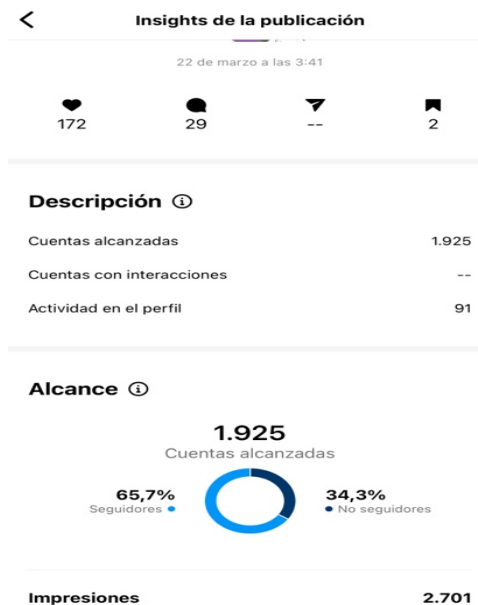 Insights de la publicación
22 de marzo a las 3:41
172 29 -- 2
Descripción
Cuentas alcanzadas 1.925
Cuentas con interacciones --
Actividad en el perfil 91
Alcance
1.925
Cuentas alcanzadas
65,7% 34,3%
Seguidores No seguidores
Impresiones 2.701